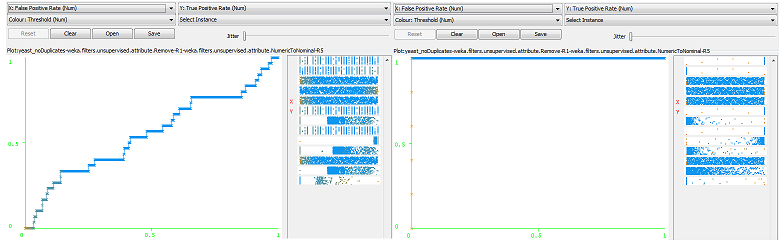 X: False Positive Rate (Num)
Y: True Positive Rate (Num)
Colour: Threshold (Num)
Select Instance
Reset
Clear
Open
Save
Jitter
Plot:yeast_noDuplicates-weka.filters.unsupervised.attribute.Remove-R1-weka.filters.unsupervised.attribute.NumericToNominal-R5
1
0.5
0
0
0.5
1
X
Y
X: False Positive Rate (Num)
Y: True Positive Rate (Num)
Colour: Threshold (Num)
Select Instance
Reset
Clear
Open
Save
Jitter
Plot:yeast_noDuplicates-weka.filters.unsupervised.attribute.Remove-R1-weka.filters.unsupervised.attribute.NumericToNominal-R5
1
0.5
0
0
0.5
1
X
Y